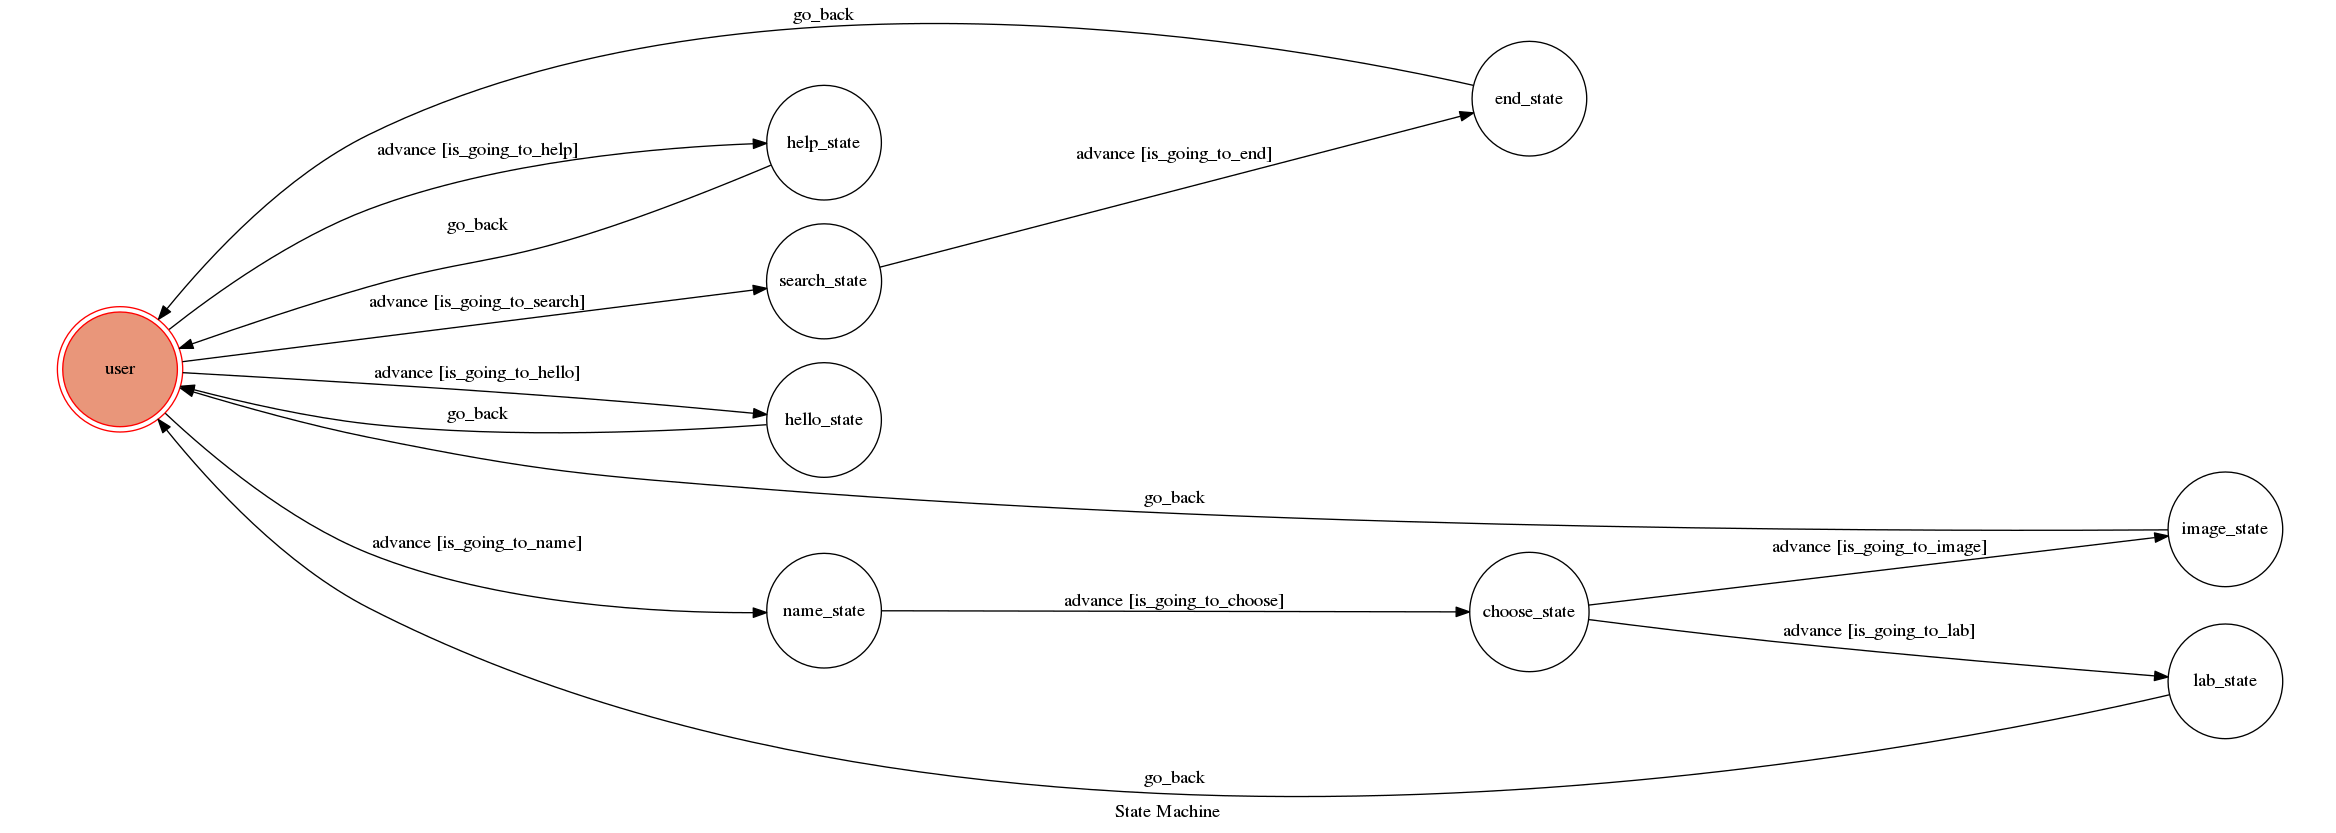 go_back
end_state
help_state
advance [is_going_to_help]
advance [is_going_to_end]
go_back
search_state
advance [is_going_to_search]
user
advance [is_going_to_hello]
go_back
hello_state
go_back
image_state
advance [is_going_to_name]
advance [is_going_to_image]
name_state
advance [is_going_to_choose]
choose_state
advance [is_going_to_lab]
lab_state
go_back
State Machine